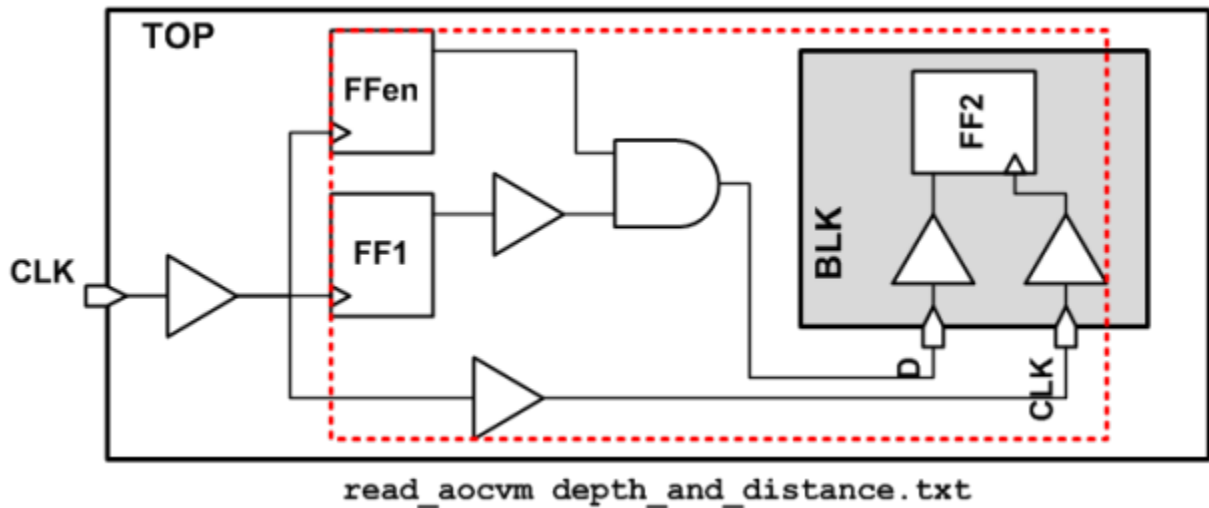 TOP
FFen
FF2
FF1
BLK
CLK
D
CLK
read_aocvm depth_and_distance.txt